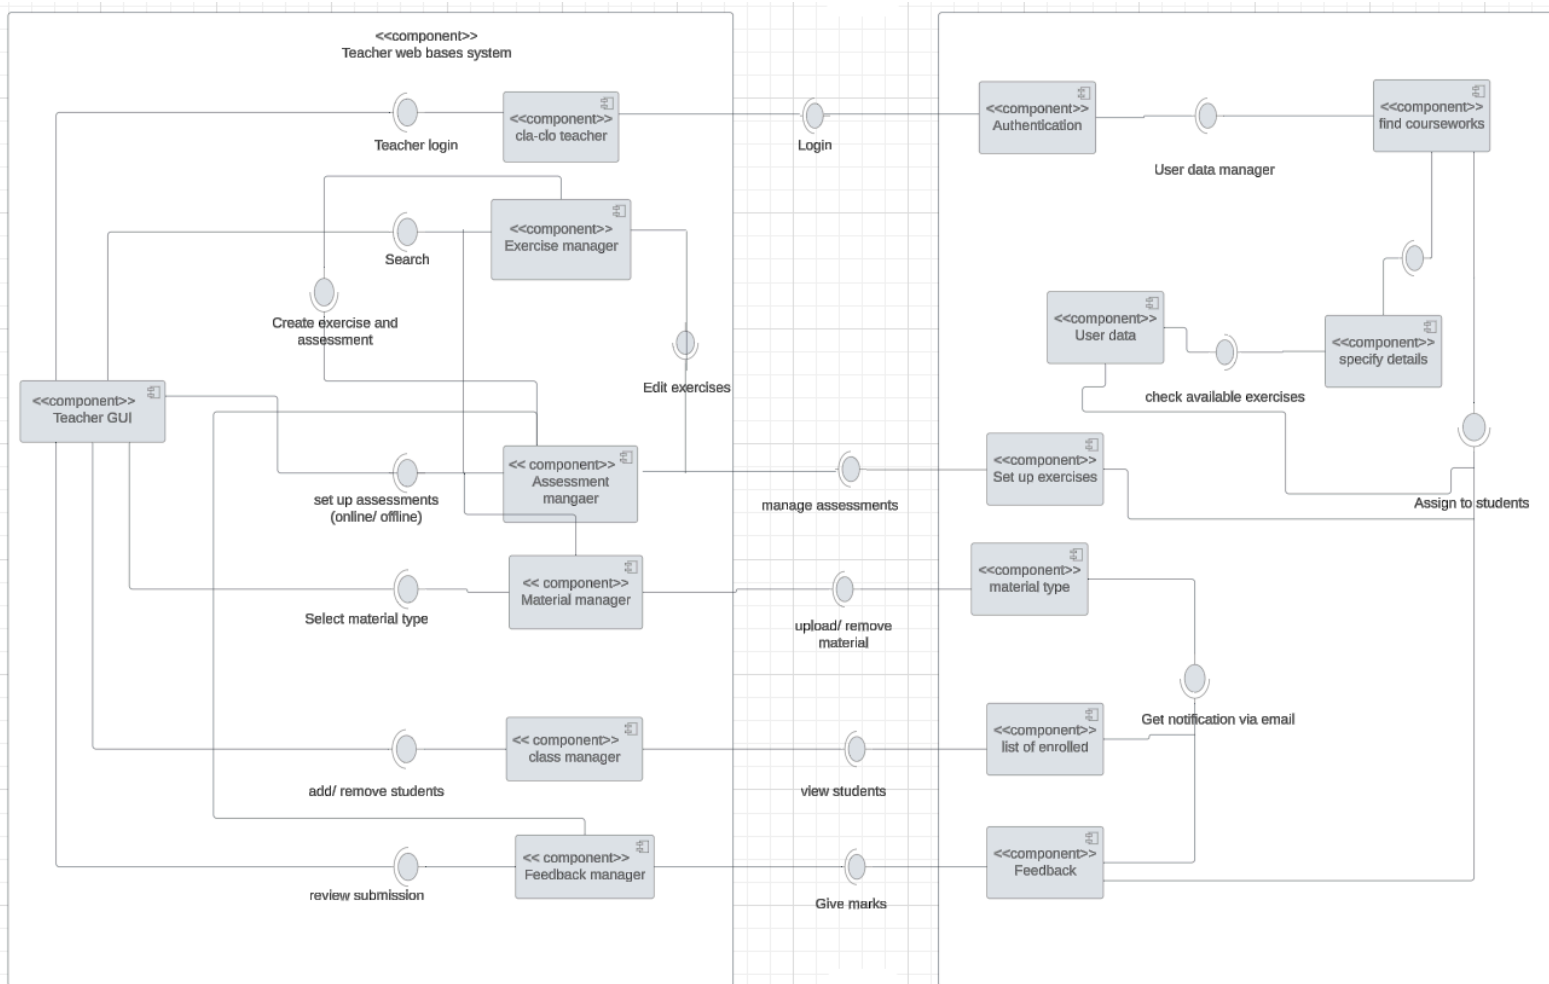 <<component>>
Teacher web bases system
<<component>>
cla-clo teacher
Teacher login
Login
<<component>>
Authentication
User data manager
<<component>>
find courseworks
<<component>>
Exercise manager
Search
Create exercise and
assessment
Edit exercises
<<component>>
User data
<<component>>
specify details
check available exercises
<<component>>
Teacher GUI
<< component>>
Assessment
mangaer
set up assessments
(online/ offline)
manage assessments
<<component>>
Set up exercises
Assign to students
<< component>>
Material manager
Select material type
upload/ remove
material
<<component>>
material type
<< component>>
class manager
add/ remove students
view students
<<component>>
list of enrolled
Get notification via email
<< component>>
Feedback manager
review submission
Give marks
<<component>>
Feedback